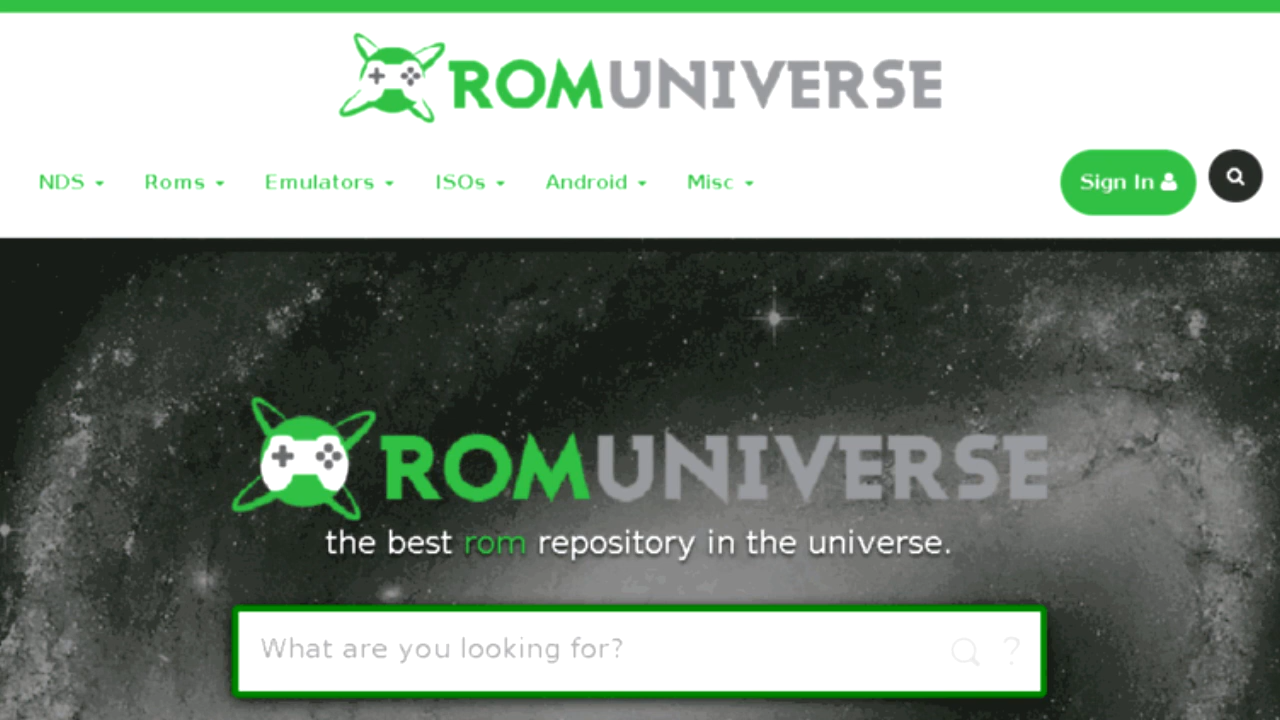 ROMUNIVERSE
NDS Roms Emulators ISOs Android Misc Sign In
ROMUNIVERSE
the best rom repository in the universe.
What are you looking for? ?